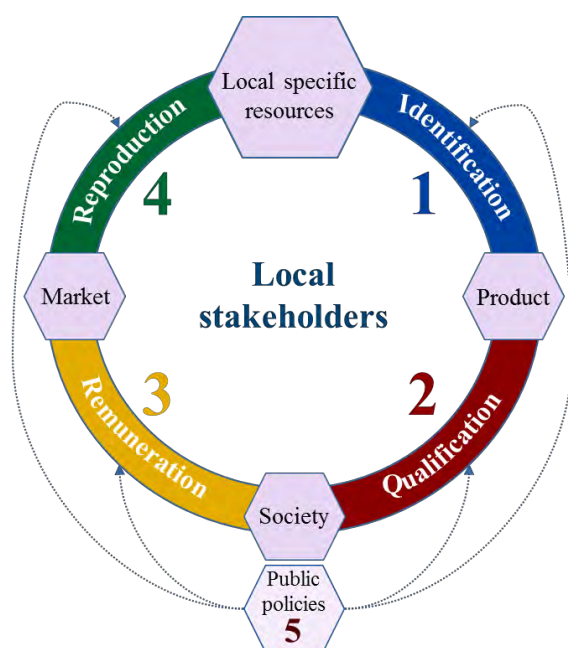 Local specific
resources
Identification
1
Product
Qualification
2
Society
Remuneration
3
Market
Reproduction
4
Local
stakeholders
Public
policies
5